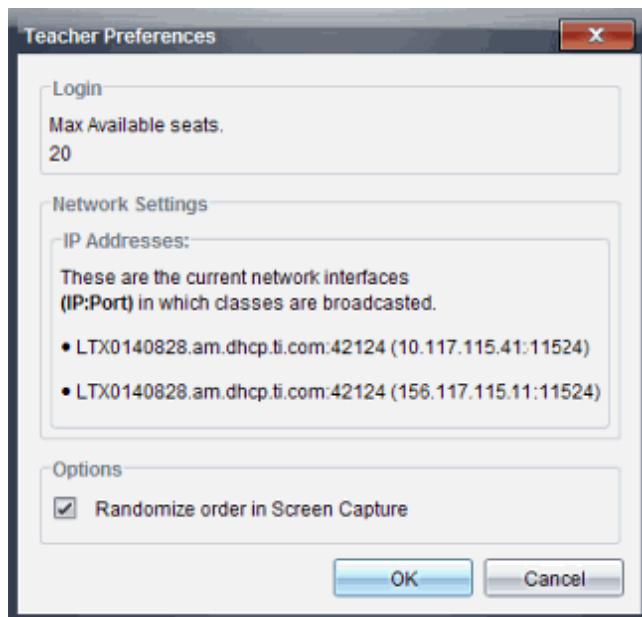 Teacher Preferences
Login
Max Available seats.
20
Network Settings
IP Addresses:
These are the current network interfaces
(IP:Port) in which classes are broadcasted.
• LTX0140828.am.dhcp.ti.com:42124 (10.117.115.41:11524)
• LTX0140828.am.dhcp.ti.com:42124 (156.117.115.11:11524)
Options
Randomize order in Screen Capture
OK Cancel